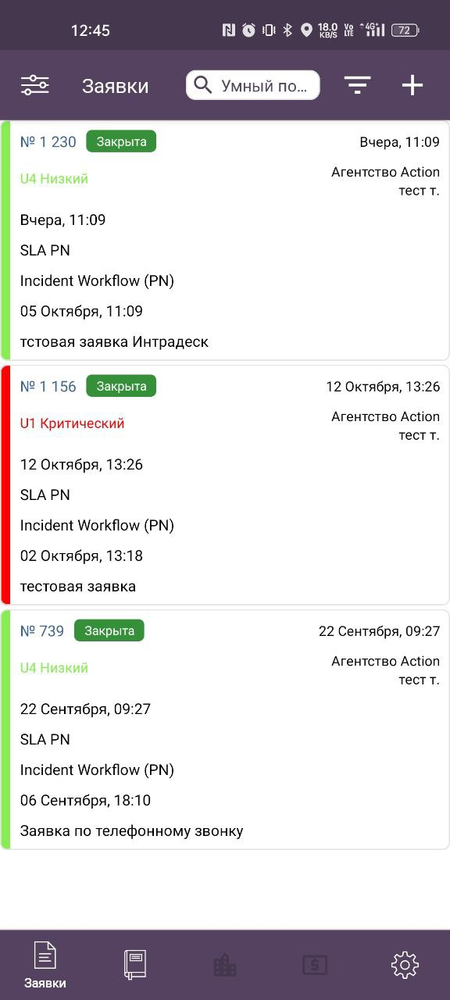 12:45 18.0 KB/S Vo LTE 4G+ 72
Заявки Умный по...
№ 1 230 Закрыта Вчера, 11:09
U4 Низкий Агентство Action
тест т.
Вчера, 11:09
SLA PN
Incident Workflow (PN)
05 Октября, 11:09
тстовая заявка Интрадеск
№ 1 156 Закрыта 12 Октября, 13:26
U1 Критический Агентство Action
тест т.
12 Октября, 13:26
SLA PN
Incident Workflow (PN)
02 Октября, 13:18
тестовая заявка
№ 739 Закрыта 22 Сентября, 09:27
U4 Низкий Агентство Action
тест т.
22 Сентября, 09:27
SLA PN
Incident Workflow (PN)
06 Сентября, 18:10
Заявка по телефонному звонку
Заявки